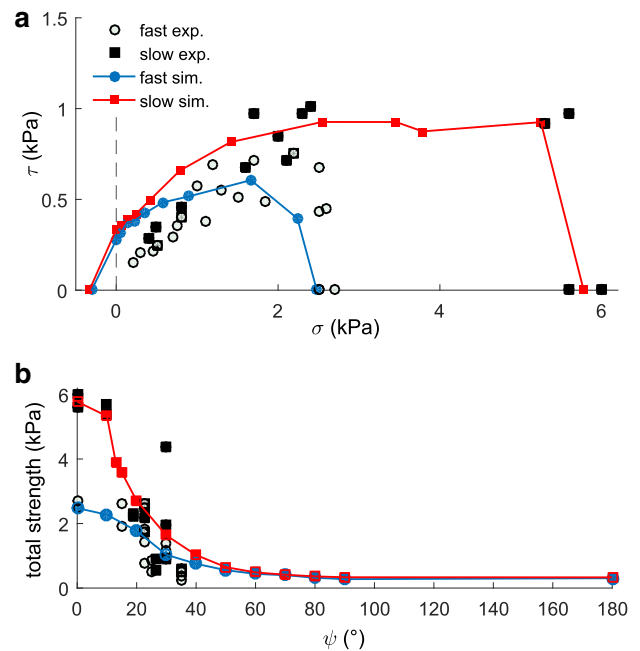 a
1.5
1
0.5
0
τ (kPa)
fast exp.
slow exp.
fast sim.
slow sim.
0 2 4 6
σ (kPa)
b
6
4
2
0
total strength (kPa)
0 20 40 60 80 100 120 140 160 180
ψ (°)